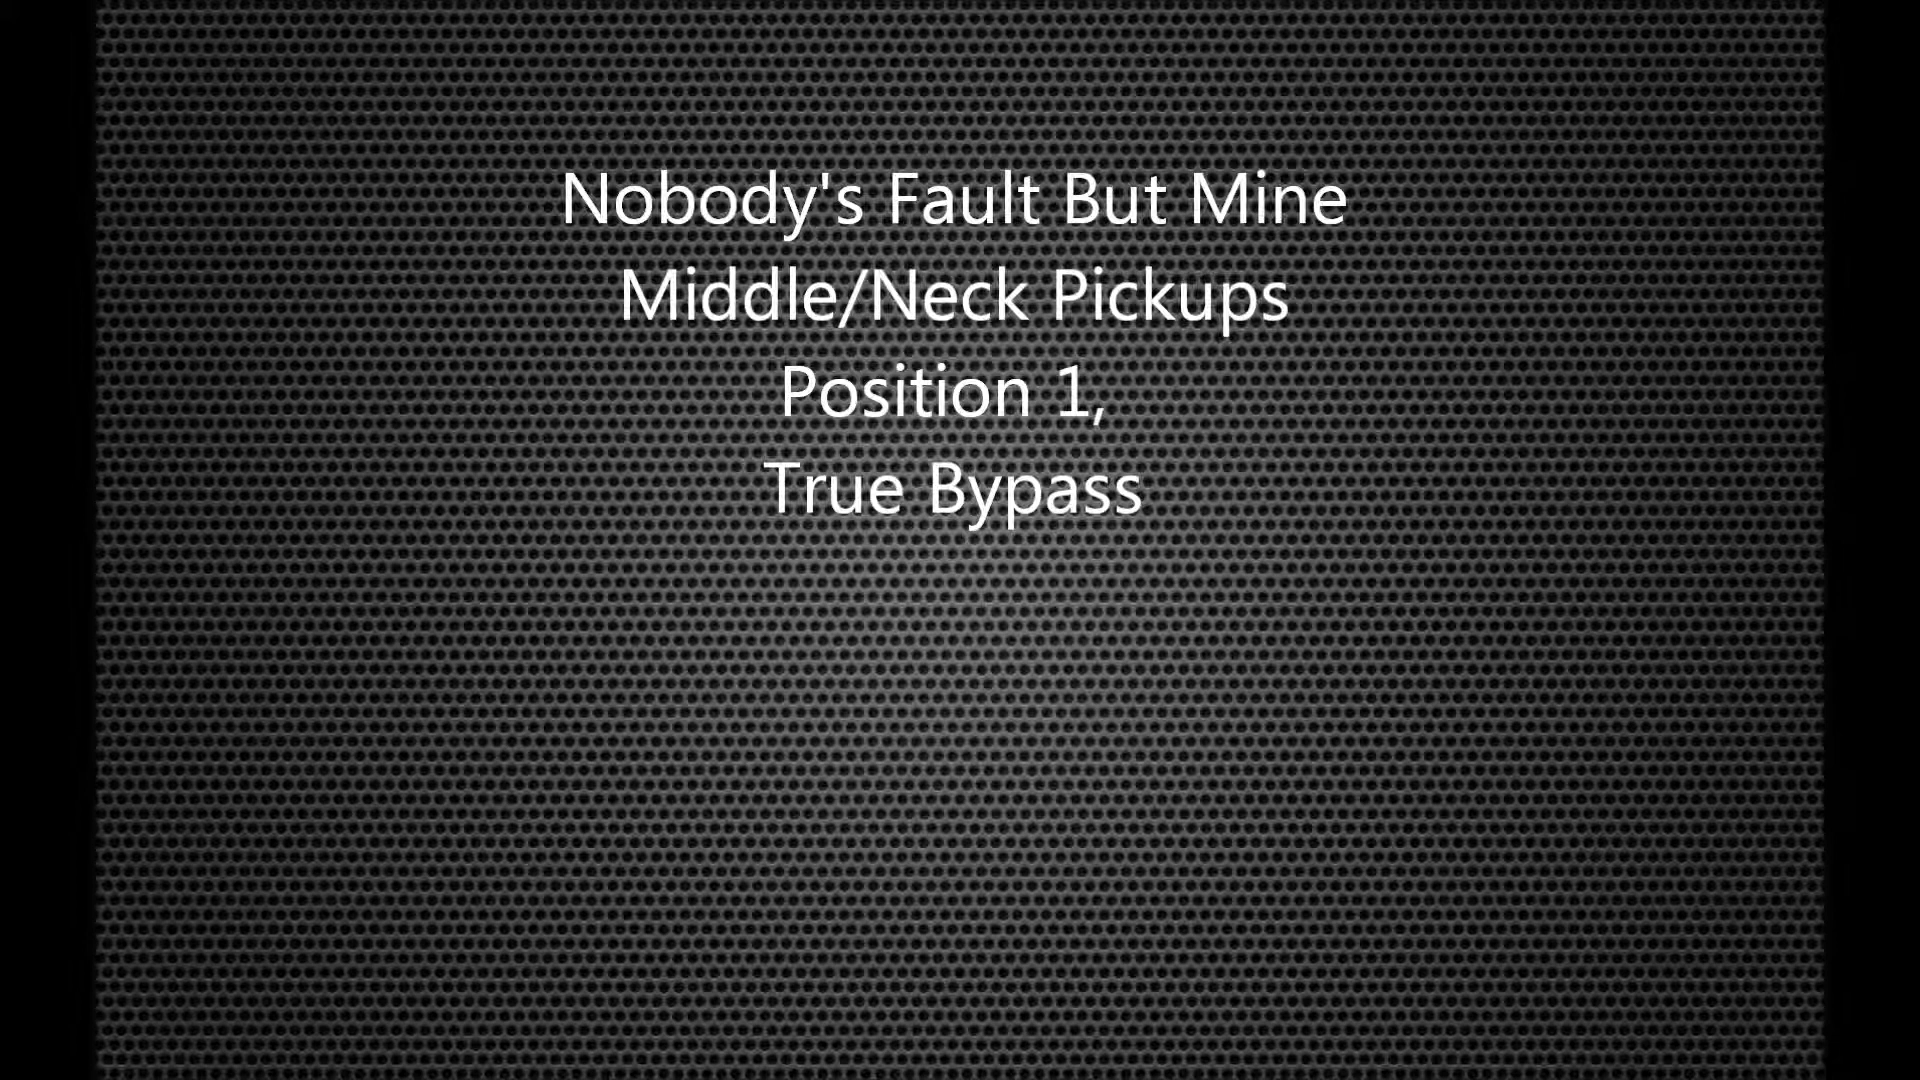 Nobody's Fault But Mine
Middle/Neck Pickups
Position 1,
True Bypass